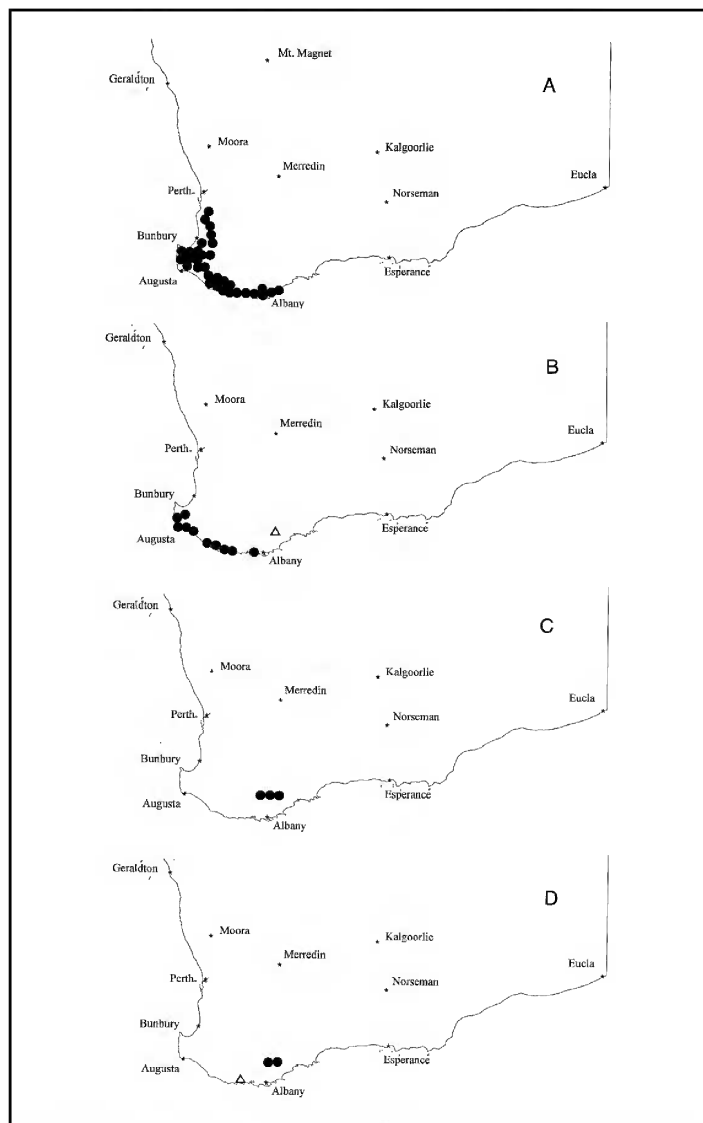 Mt. Magnet
Geraldton
A
Moora
Kalgoorlie
Merredin
Eucla
Perth
Norseman
Bunbury
Esperance
Augusta
Albany
Geraldton
B
Moora
Kalgoorlie
Merredin
Eucla
Perth
Norseman
Bunbury
Esperance
Augusta
Albany
Geraldton
C
Moora
Kalgoorlie
Merredin
Eucla
Perth
Norseman
Bunbury
Esperance
Augusta
Albany
Geraldton
D
Moora
Kalgoorlie
Merredin
Eucla
Perth
Norseman
Bunbury
Esperance
Augusta
Albany